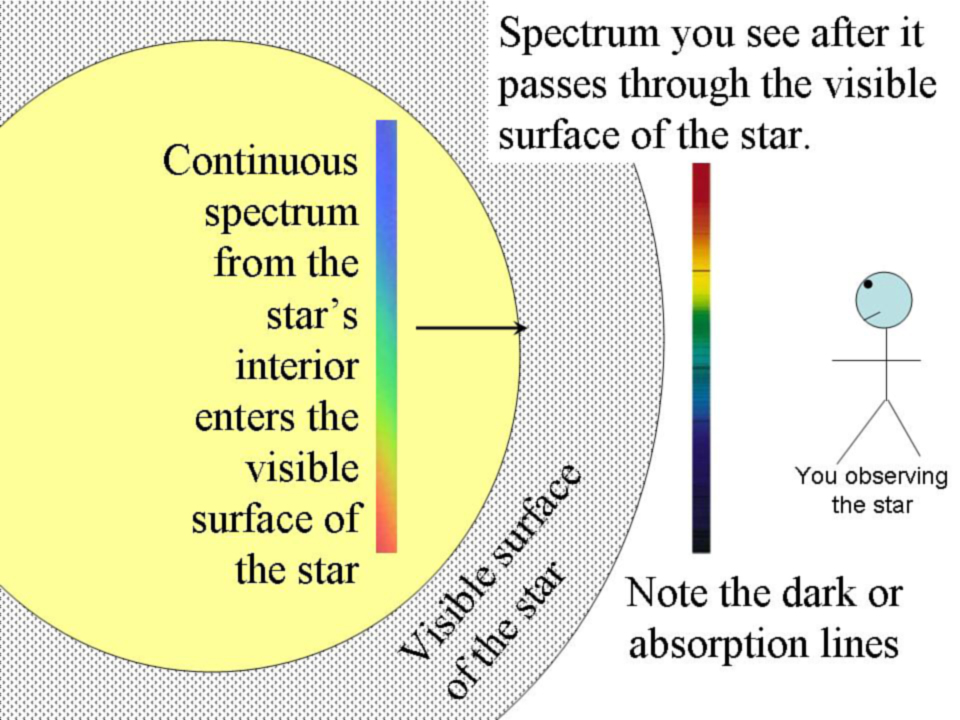 Spectrum you see after it
passes through the visible
surface of the star.
Continuous
spectrum
from the
star’s
interior
enters the
visible
surface of
the star
Visible surface
of the star
You observing
the star
Note the dark or
absorption lines